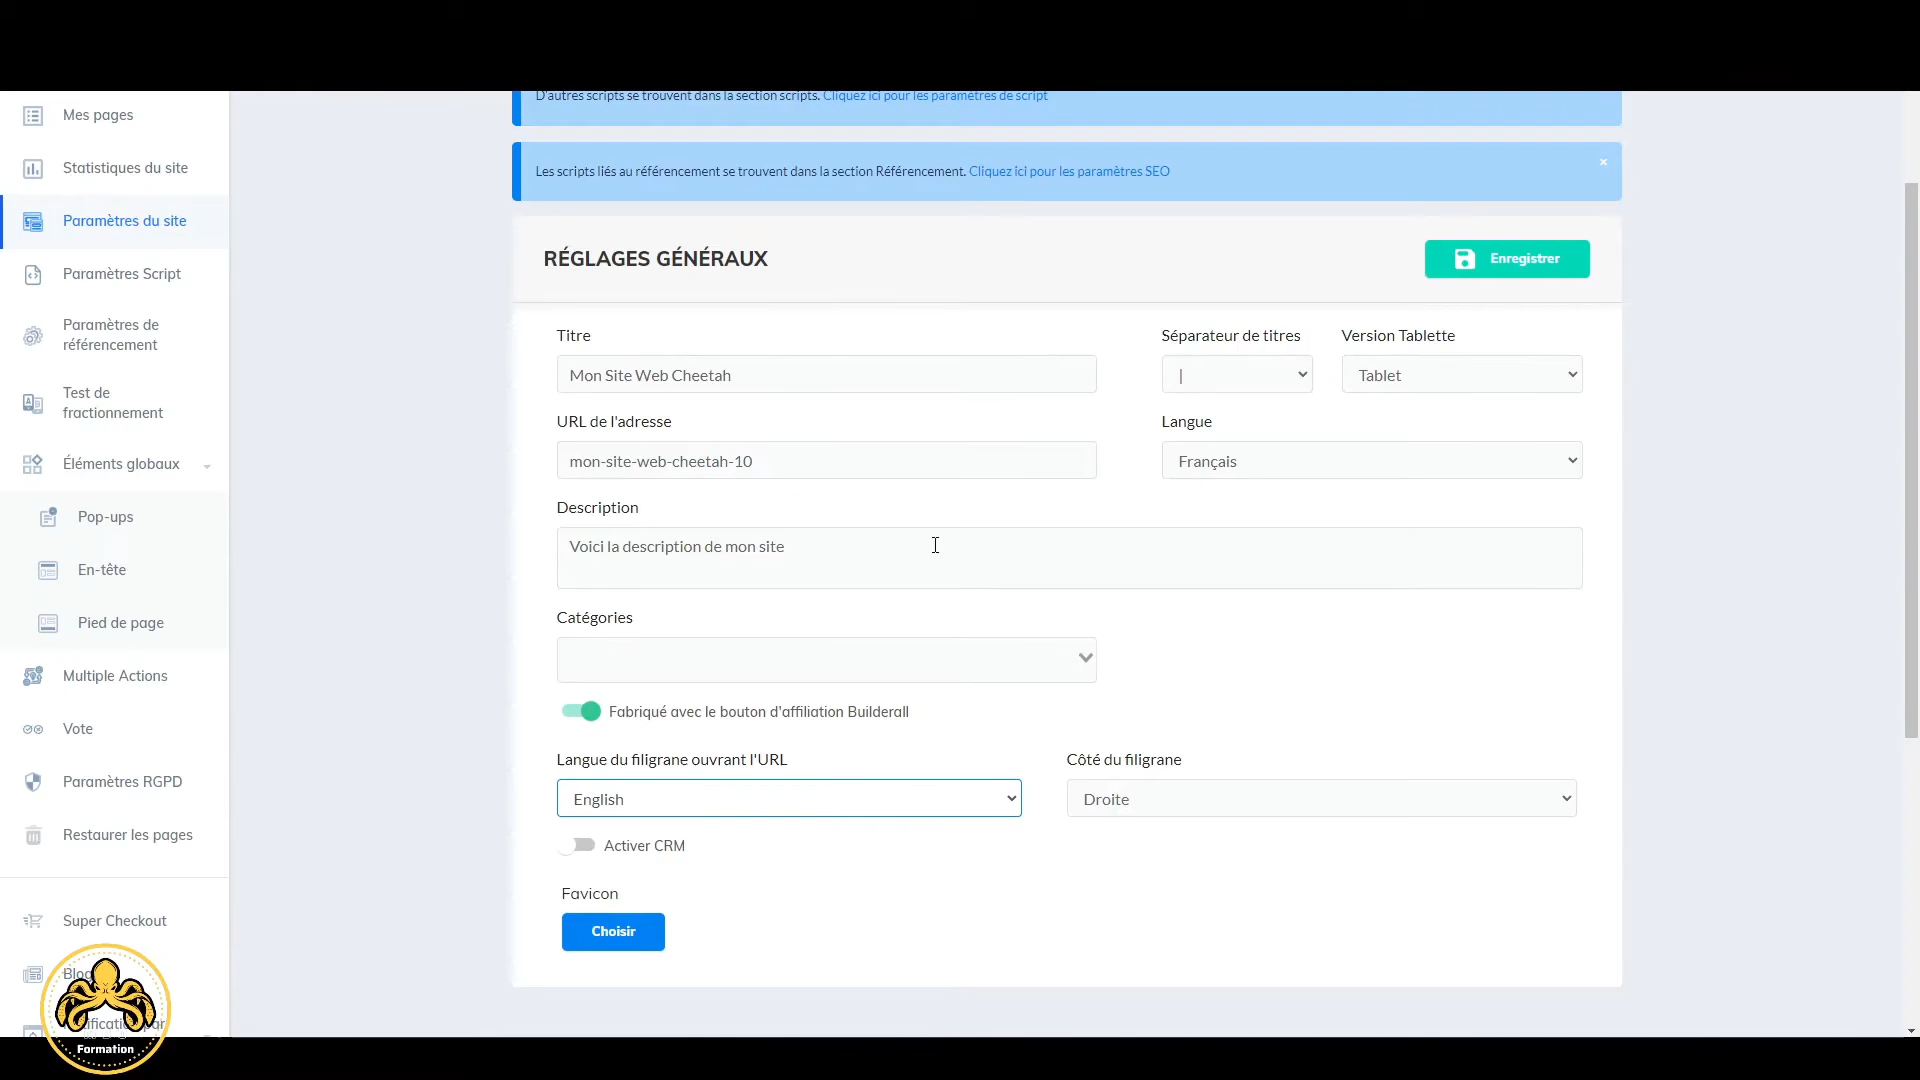 Mes pages
Statistiques du site
Paramètres du site
Paramètres Script
Paramètres de
référencement
Test de
fractionnement
Éléments globaux
Pop-ups
En-tête
Pied de page
Multiple Actions
Vote
Paramètres RGPD
Restaurer les pages
Super Checkout
Blog
Formation
D'autres scripts se trouvent dans la section scripts. Cliquez ici pour les paramètres de script
Les scripts liés au référencement se trouvent dans la section Référencement. Cliquez ici pour les paramètres SEO
×
RÉGLAGES GÉNÉRAUX
Enregistrer
Titre
Séparateur de titres
Version Tablette
Mon Site Web Cheetah
|
Tablet
URL de l'adresse
Langue
mon-site-web-cheetah-10
Français
Description
Voici la description de mon site
Catégories
Fabriqué avec le bouton d'affiliation Builderall
Langue du filigrane ouvrant l'URL
Côté du filigrane
English
Droite
Activer CRM
Favicon
Choisir